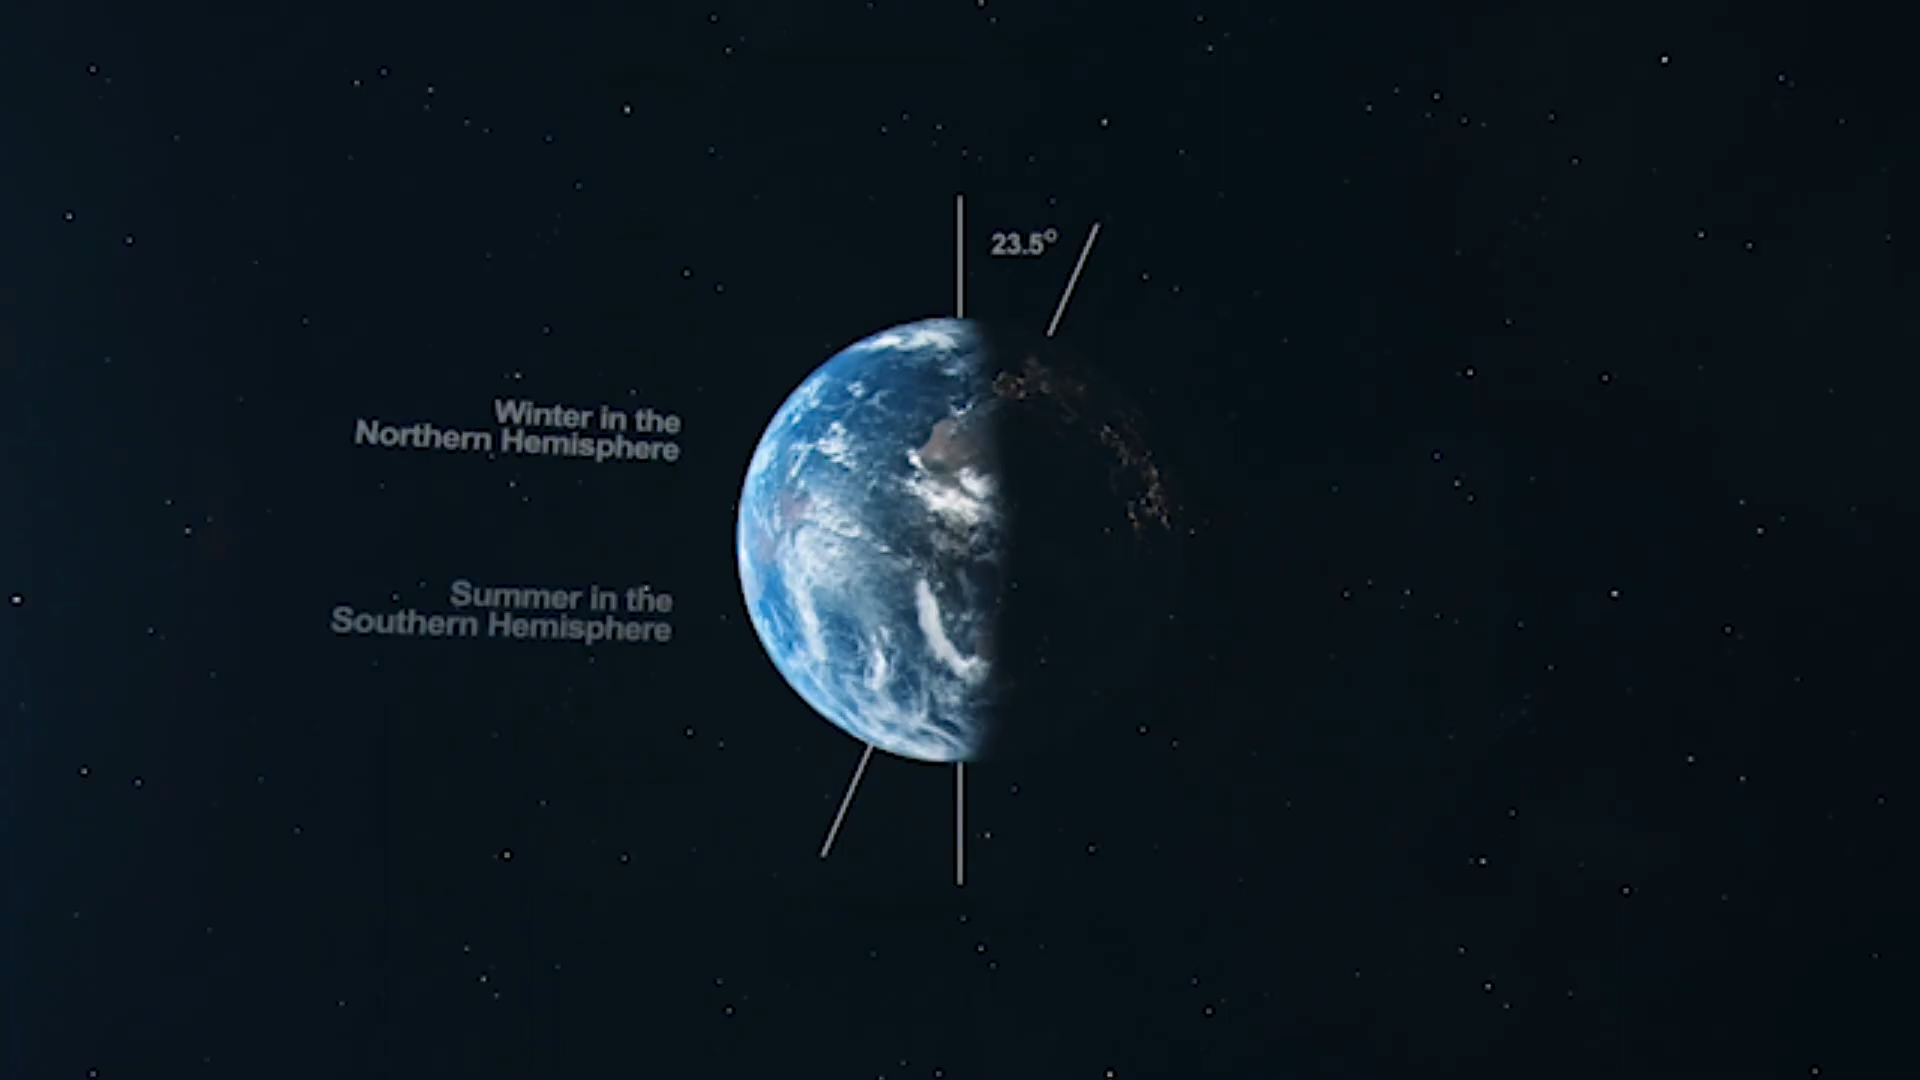 23.5°
Winter in the
Northern Hemisphere
Summer in the
Southern Hemisphere